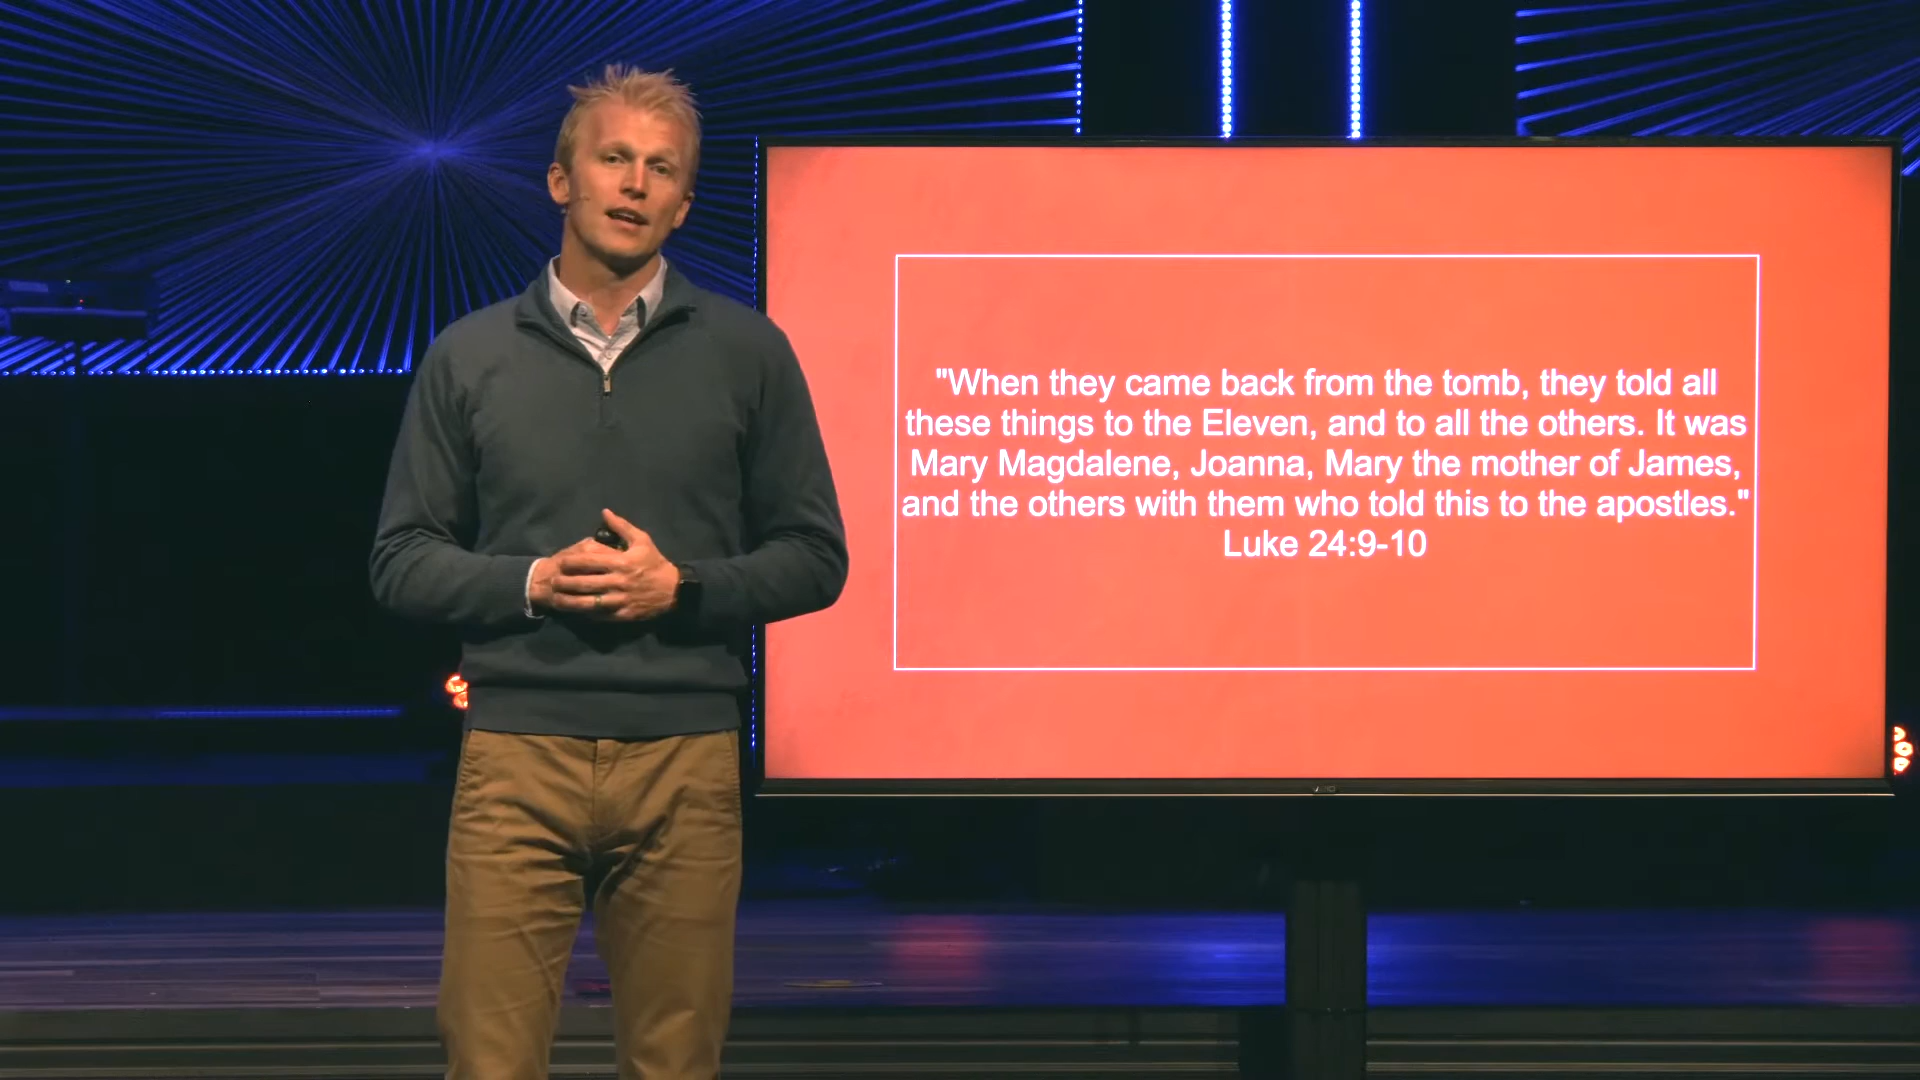 "When they came back from the tomb, they told all
these things to the Eleven, and to all the others. It was
Mary Magdalene, Joanna, Mary the mother of James,
and the others with them who told this to the apostles."
Luke 24:9-10